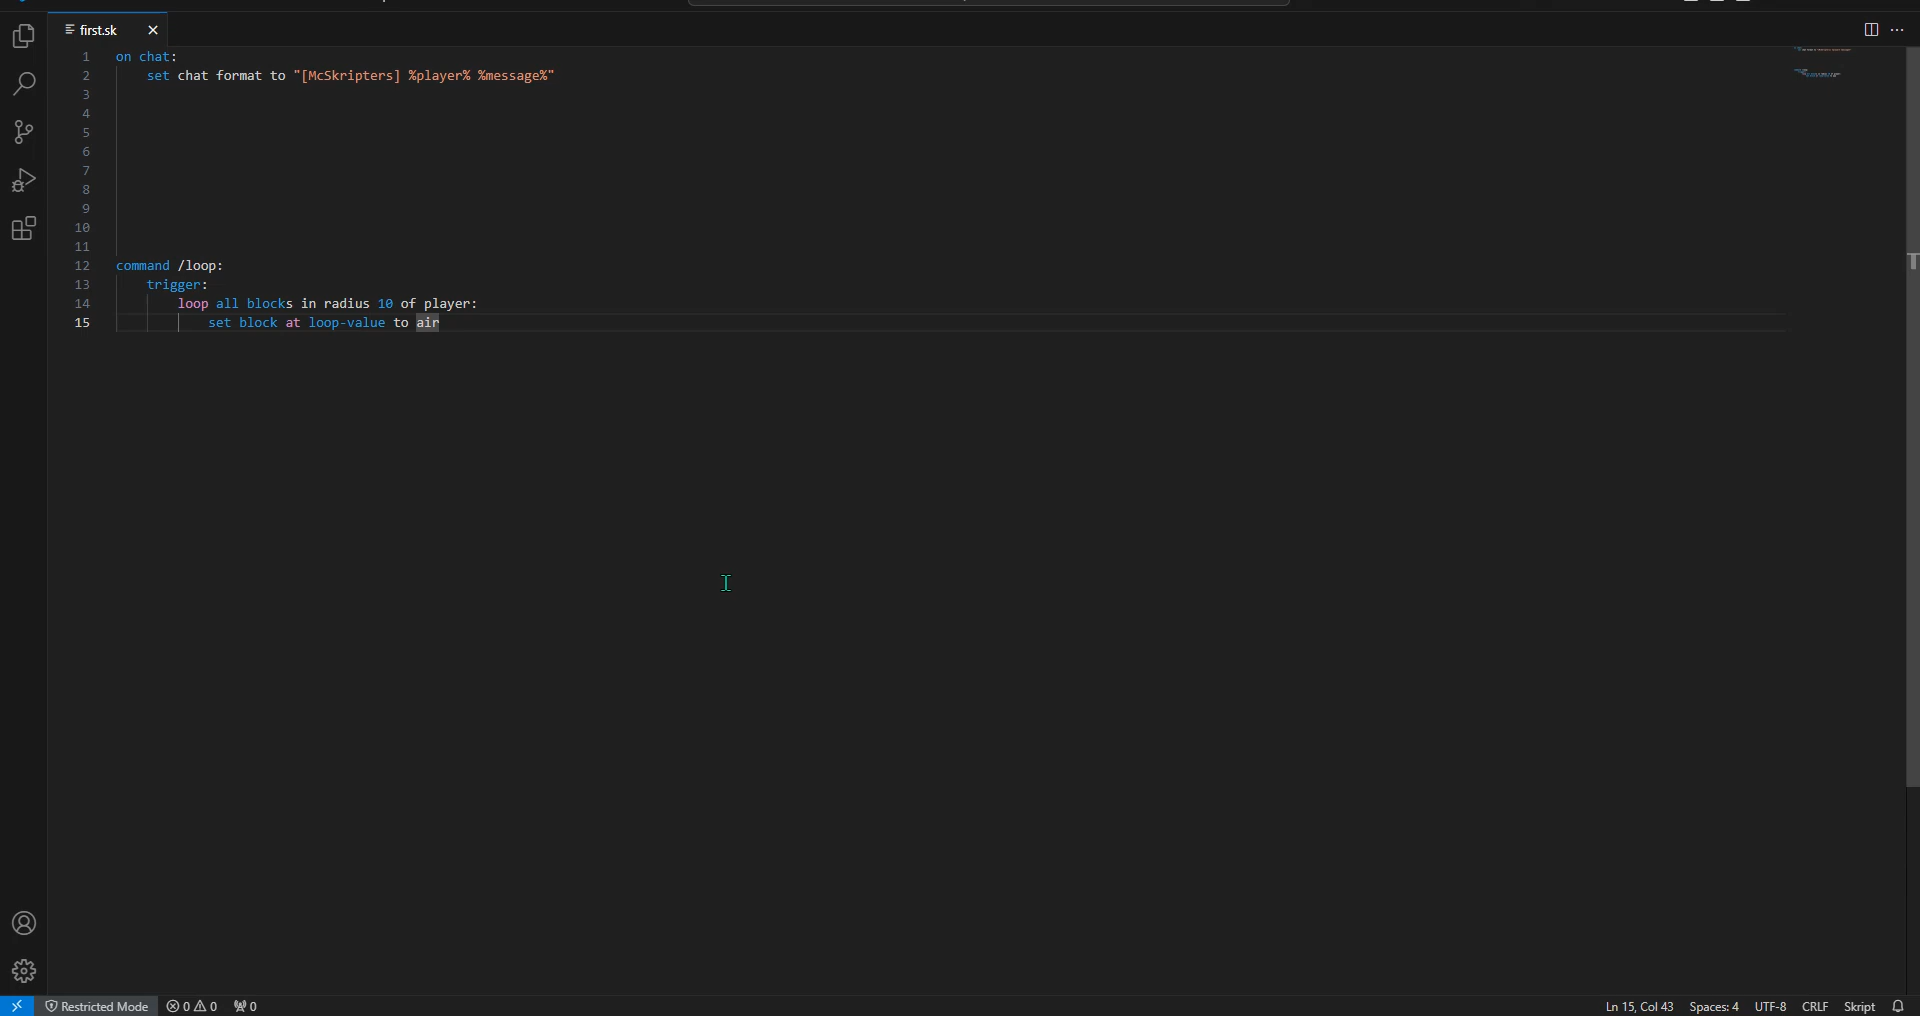 first.sk
1 on chat:
2 set chat format to "[McSkripters] %player% %message%"
3
4
5
6
7
8
9
10
11
12 command /loop:
13 trigger:
14 loop all blocks in radius 10 of player:
15 set block at loop-value to air
Restricted Mode 0 0 0 Ln 15, Col 43 Spaces: 4 UTF-8 CRLF Skript